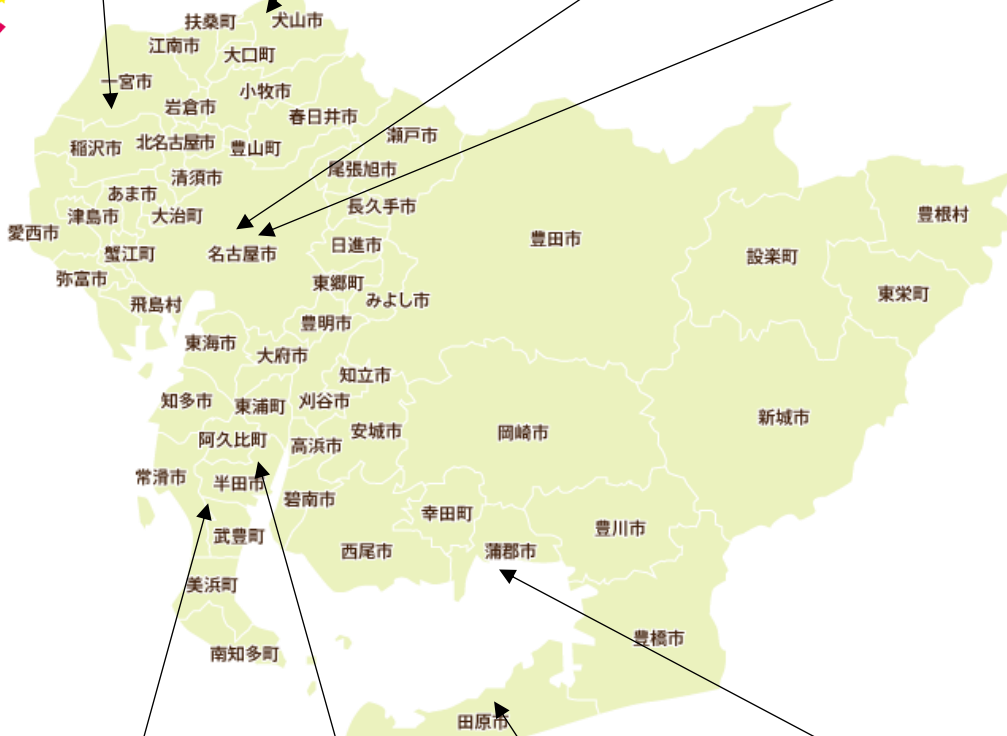 扶桑町
犬山市
江南市
大口町
一宮市
小牧市
岩倉市
春日井市
瀬戸市
稲沢市
北名古屋市
豊山町
尾張旭市
清須市
あま市
長久手市
津島市
大治町
豊根村
愛西市
日進市
豊田市
蟹江町
名古屋市
設楽町
弥富市
東郷町
東栄町
みよし市
飛島村
豊明市
東海市
大府市
知立市
知多市
東浦町
刈谷市
新城市
安城市
岡崎市
阿久比町
高浜市
常滑市
半田市
碧南市
幸田町
豊川市
武豊町
西尾市
蒲郡市
美浜町
豊橋市
南知多町
田原市